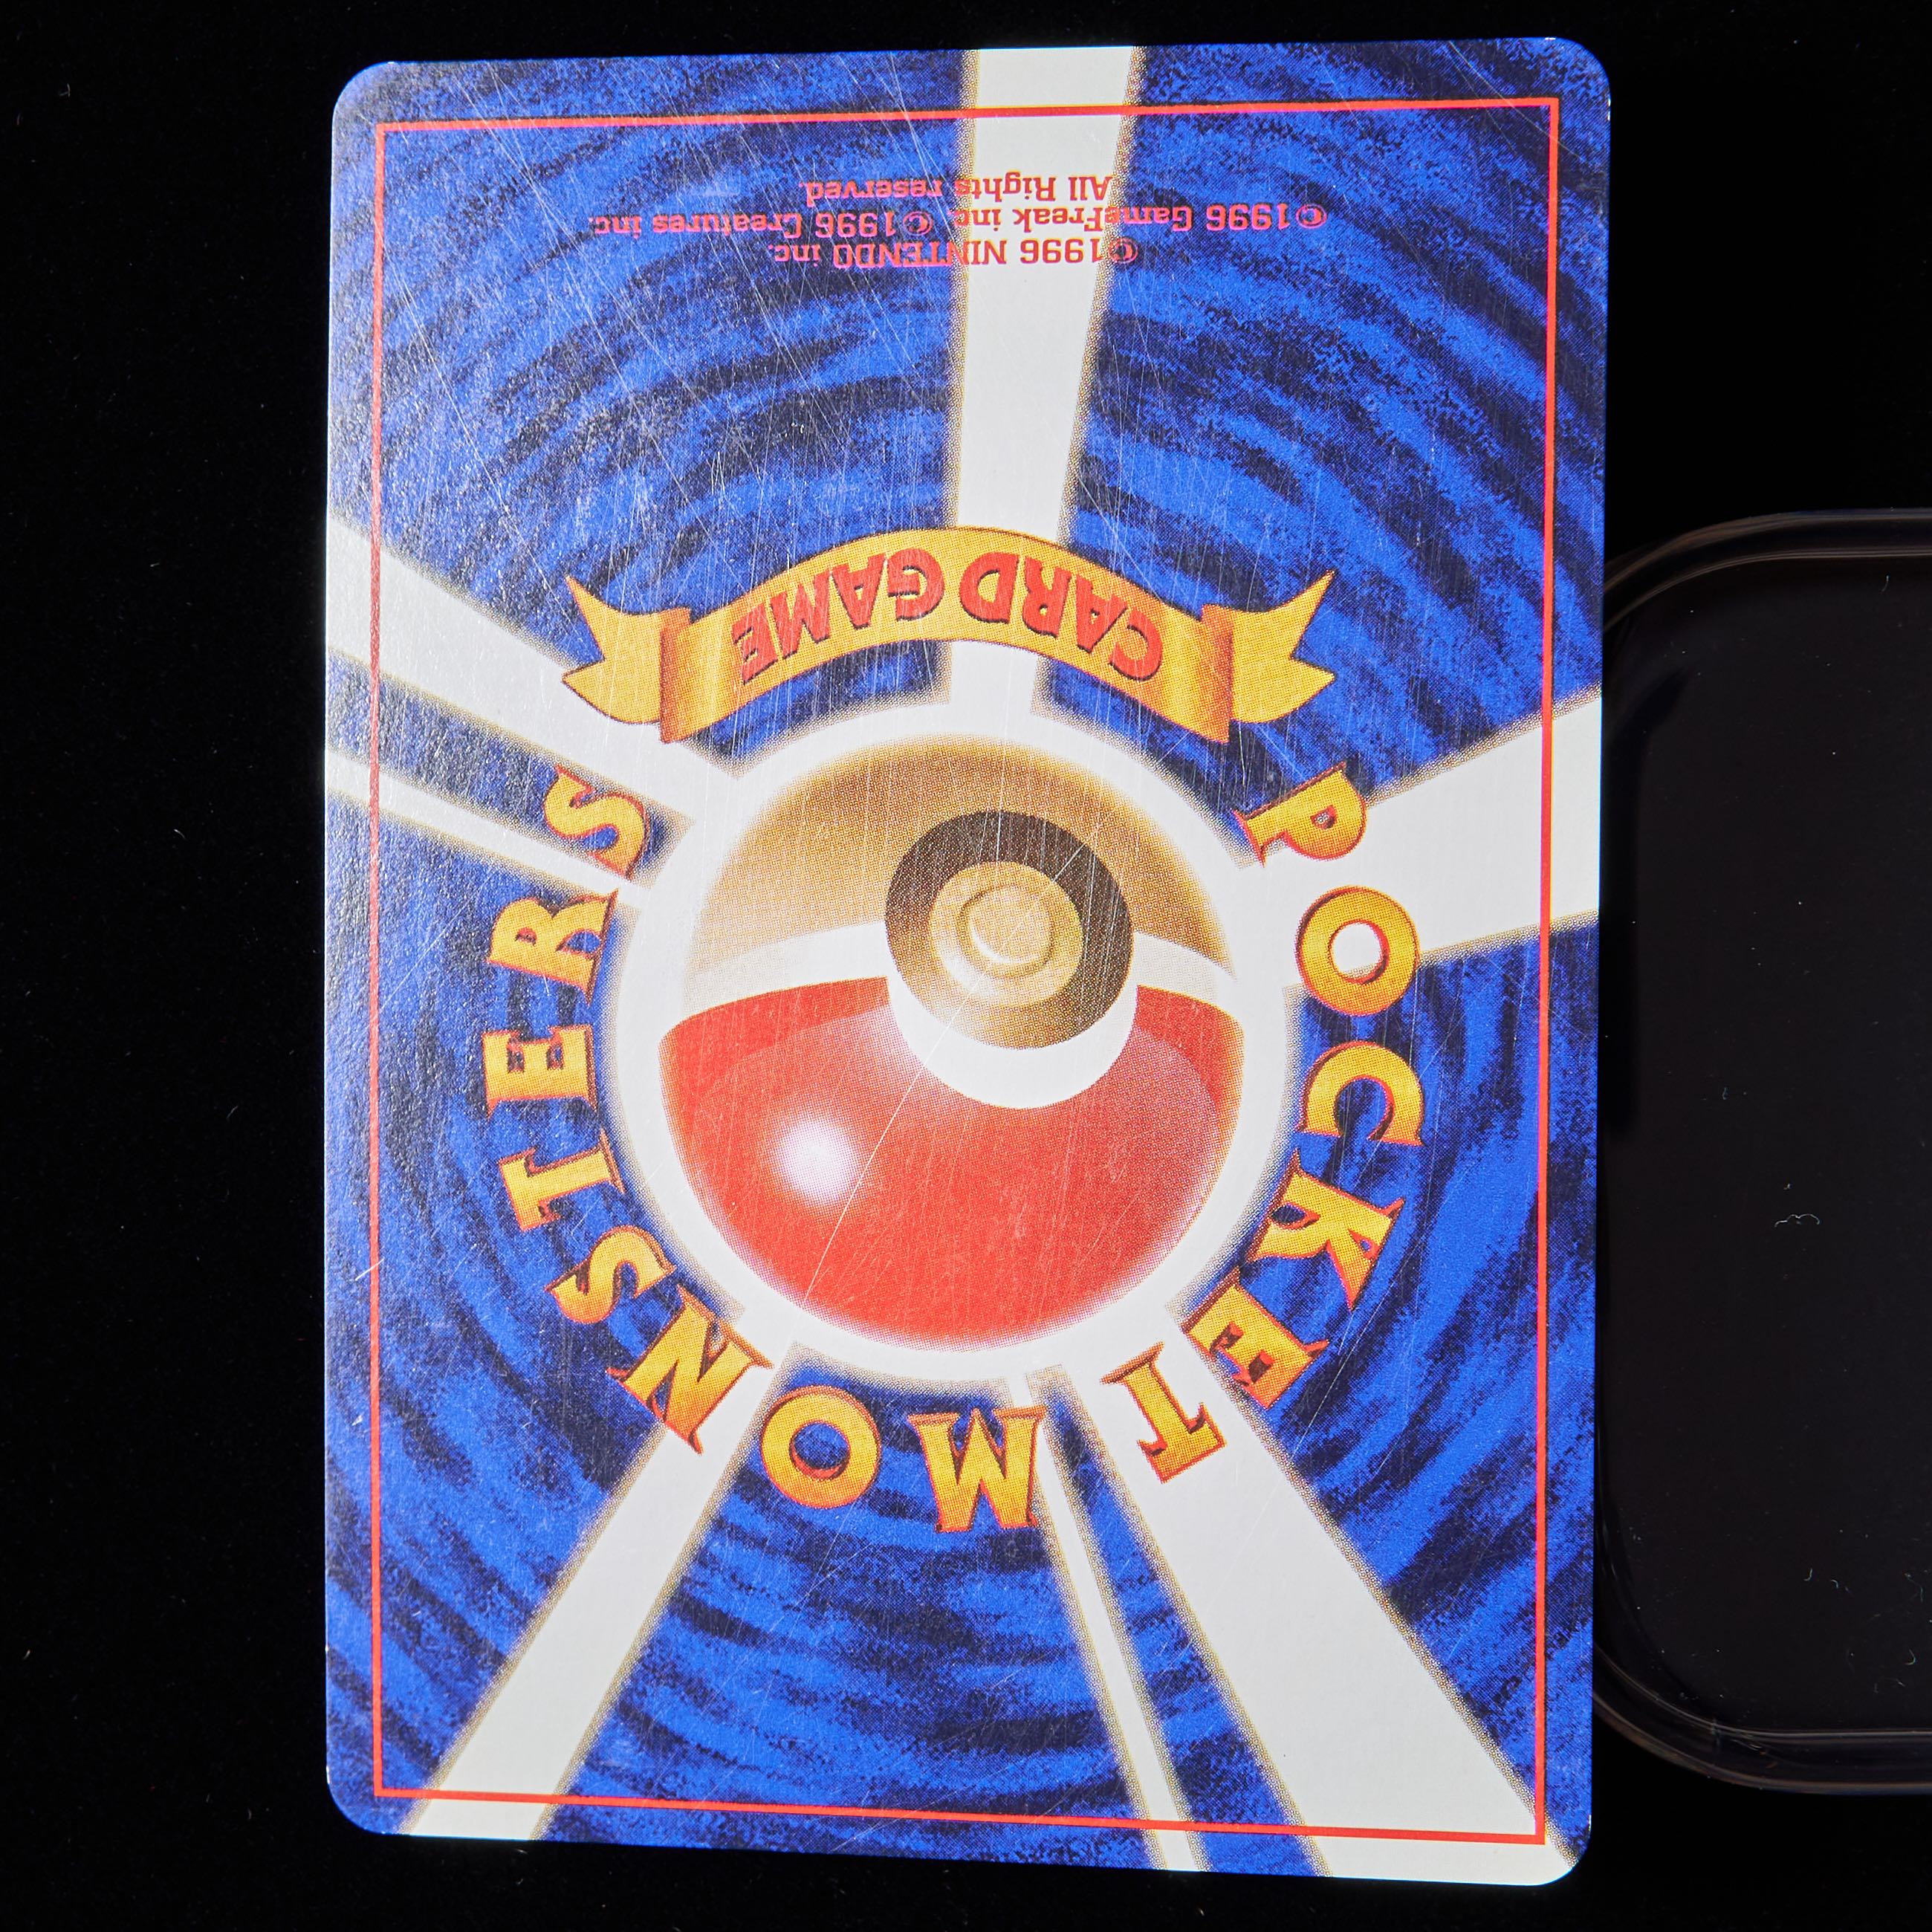 POCKET MONSTERS
CARD GAME
©1996 NINTENDO inc.
©1996 GameFreak inc. ©1996 Creatures inc.
All Rights reserved.